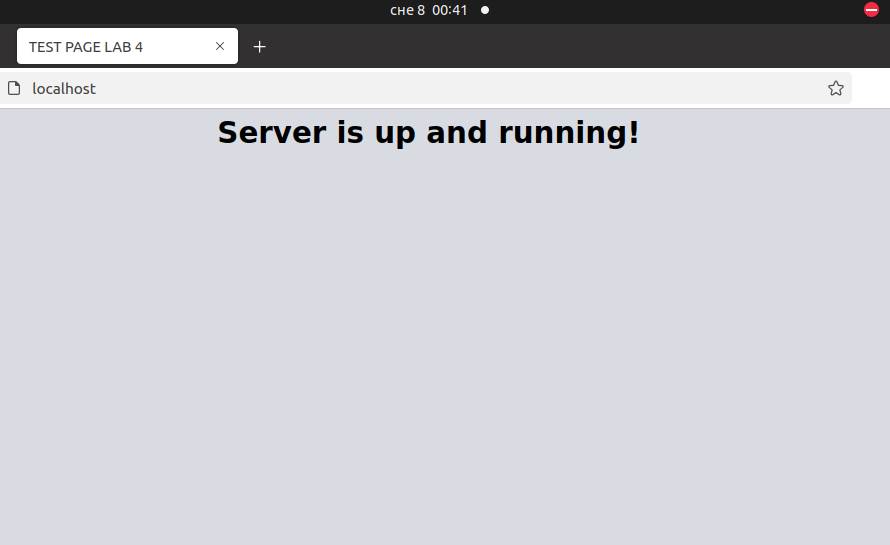 сне 8 00:41
TEST PAGE LAB 4
localhost
Server is up and running!